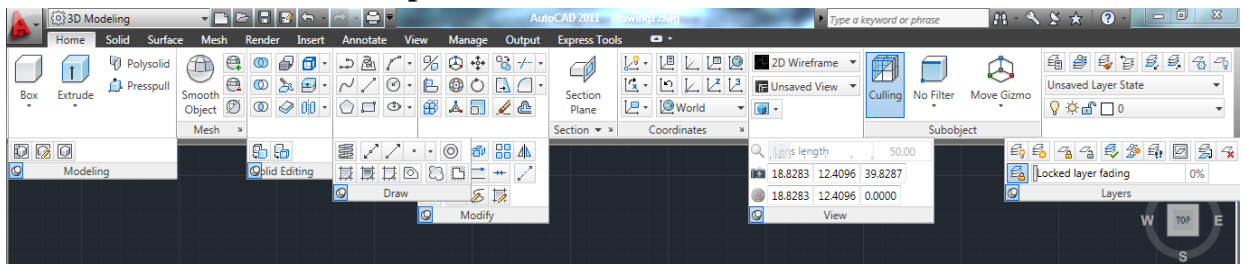 3D Modeling AutoCAD 2011 Drawing1.dwg Type a keyword or phrase
Home Solid Surface Mesh Render Insert Annotate View Manage Output Express Tools
Polysolid
Presspull
Box Extrude
Smooth
Object
Section
Plane
World
2D Wireframe
Unsaved View
Culling No Filter Move Gizmo
Unsaved Layer State
0
Mesh Section Coordinates Subobject
Modeling
Solid Editing
Draw
Modify
Lens length 50.00
18.8283 12.4096 39.8287
18.8283 12.4096 0.0000
View
Locked layer fading 0%
Layers
W TOP E
S